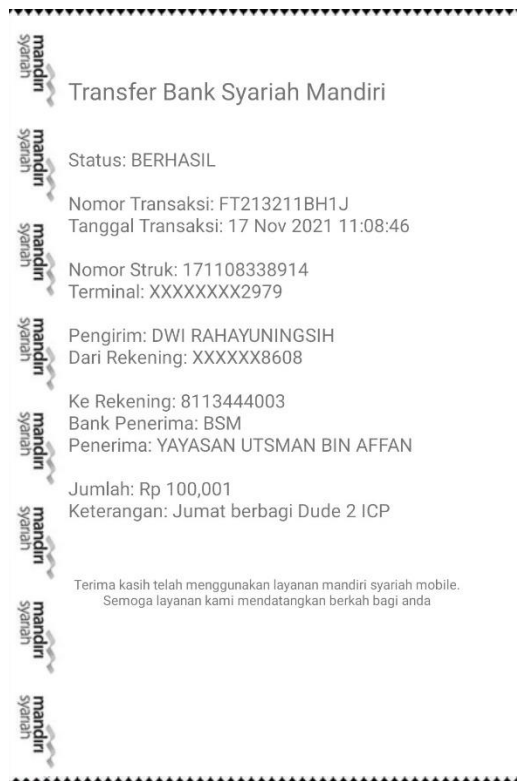 Transfer Bank Syariah Mandiri
Status: BERHASIL
Nomor Transaksi: FT213211BH1J
Tanggal Transaksi: 17 Nov 2021 11:08:46
Nomor Struk: 171108338914
Terminal: XXXXXXXX2979
Pengirim: DWI RAHAYUNINGSIH
Dari Rekening: XXXXXX8608
Ke Rekening: 8113444003
Bank Penerima: BSM
Penerima: YAYASAN UTSMAN BIN AFFAN
Jumlah: Rp 100,001
Keterangan: Jumat berbagi Dude 2 ICP
Terima kasih telah menggunakan layanan mandiri syariah mobile.
Semoga layanan kami mendatangkan berkah bagi anda
mandiri
syariah
mandiri
syariah
mandiri
syariah
mandiri
syariah
mandiri
syariah
mandiri
syariah
mandiri
syariah
mandiri
syariah